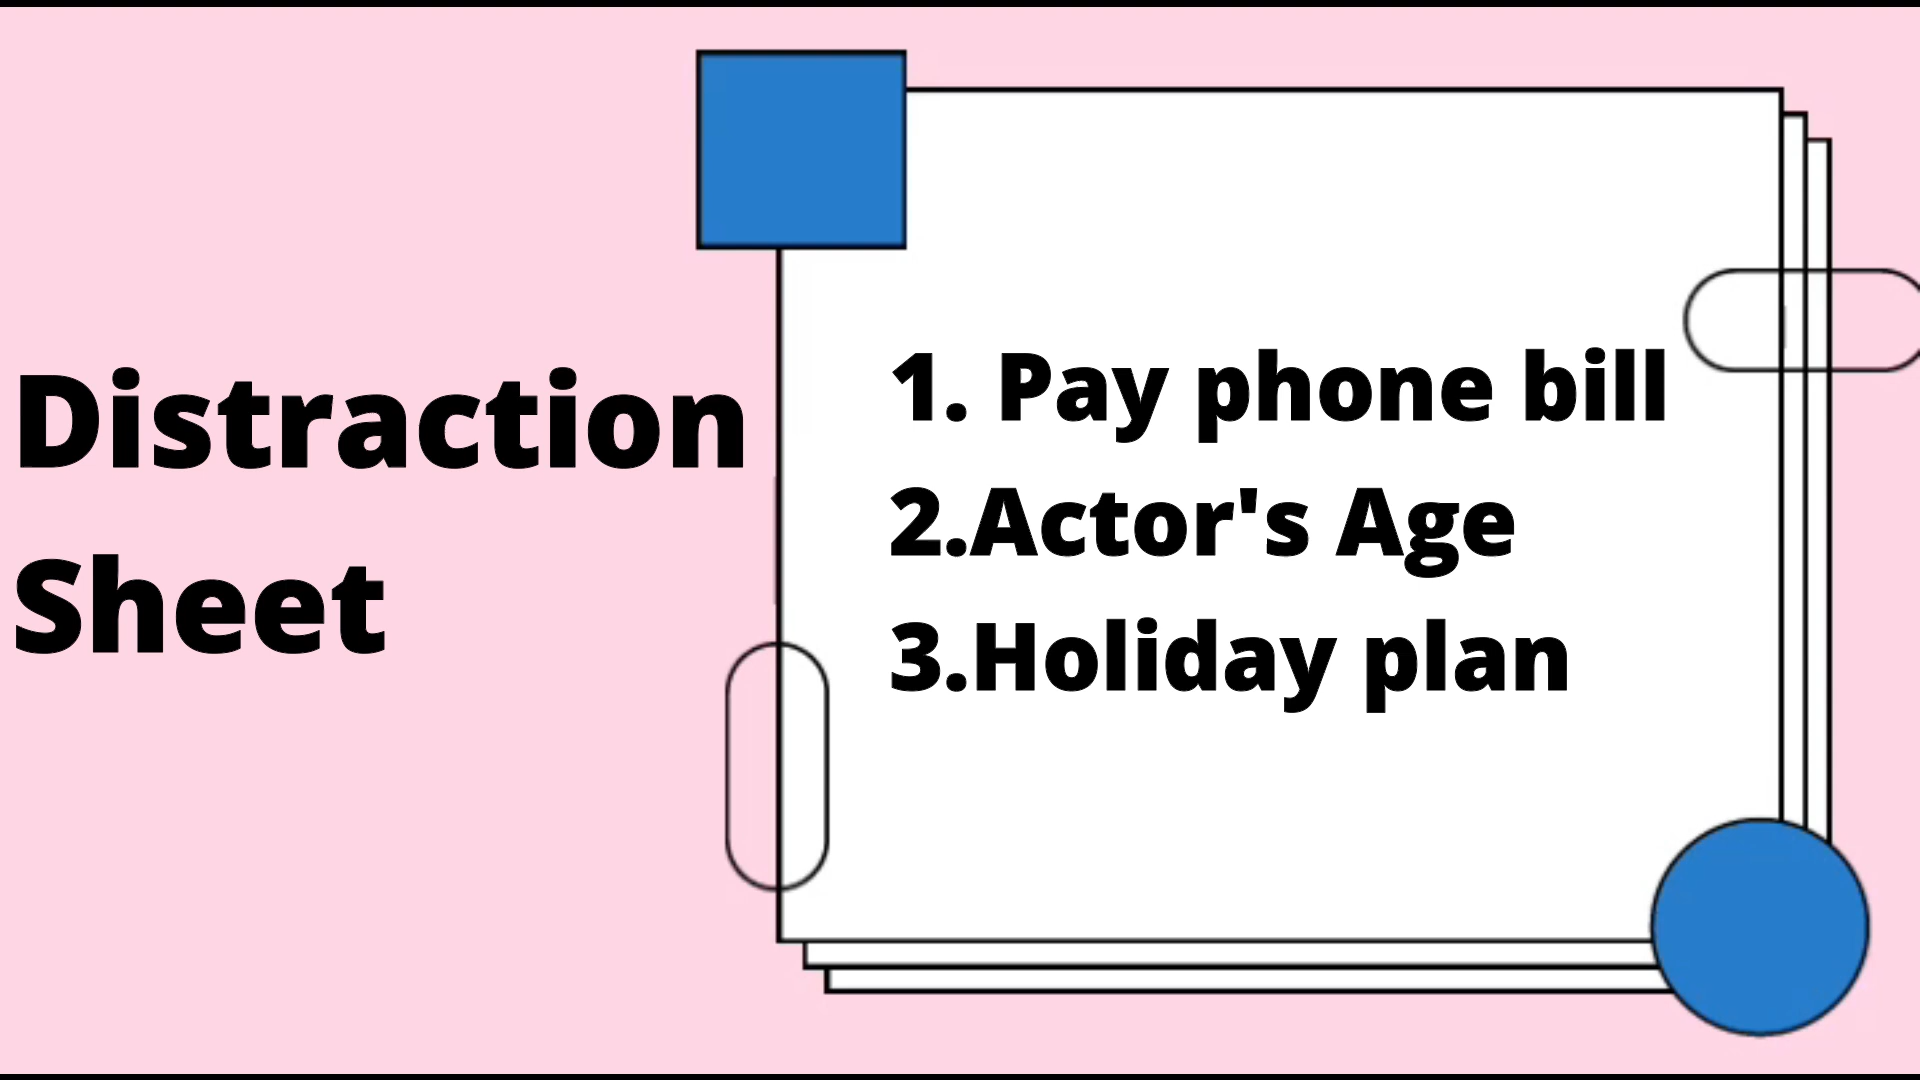 Distraction
Sheet
1. Pay phone bill
2.Actor's Age
3.Holiday plan